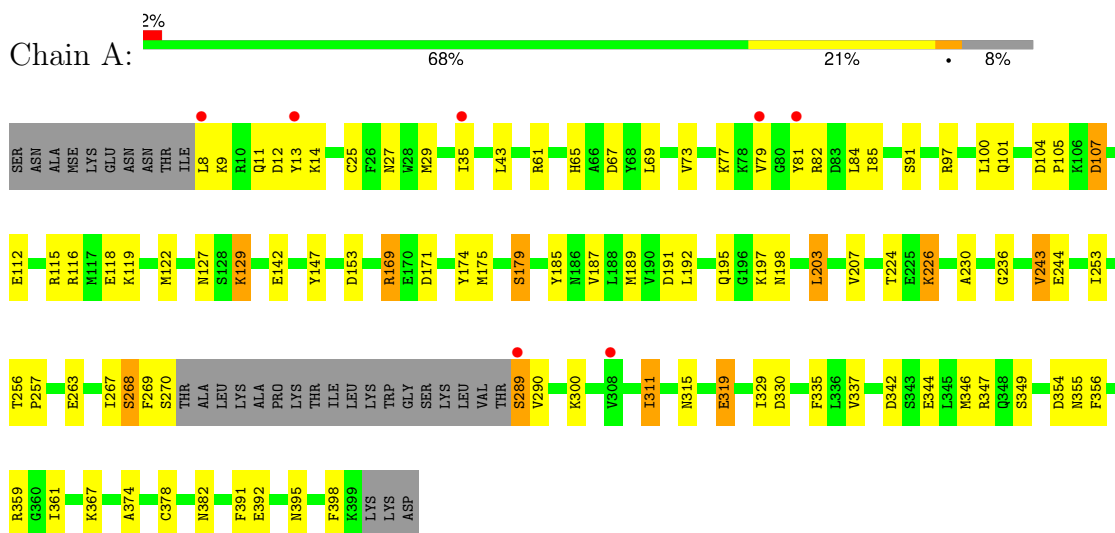 2%
Chain A:
68% 21% • 8%
SER ASN ALA MSE LYS GLU ASN ASN THR ILE L8 K9 R10 Q11 D12 Y13 K14 C25 F26 N27 W28 M29 I35 L43 R61 H65 A66 D67 Y68 L69 V73 K77 K78 V79 G80 Y81 R82 D83 L84 I85 S91 R97 L100 Q101 D104 P105 K106 D107
E112 R115 R116 M117 E118 K119 M122 N127 S128 K129 E142 Y147 D153 R169 E170 D171 Y174 M175 S179 Y185 N186 V187 L188 M189 V190 D191 L192 Q195 G196 K197 N198 L203 V207 T224 E225 K226 A230 G236 V243 E244 I253
T256 P257 E263 I267 S268 F269 S270 THR ALA LEU LYS ALA PRO LYS THR ILE LEU LYS TRP GLY SER LYS LEU VAL THR S289 V290 K300 V308 I311 N315 E319 I329 D330 F335 L336 V337 D342 S343 E344 L345 M346 R347 Q348 S349 D354 N355 F356
R359 G360 I361 K367 A374 C378 N382 F391 E392 N395 F398 K399 LYS LYS ASP